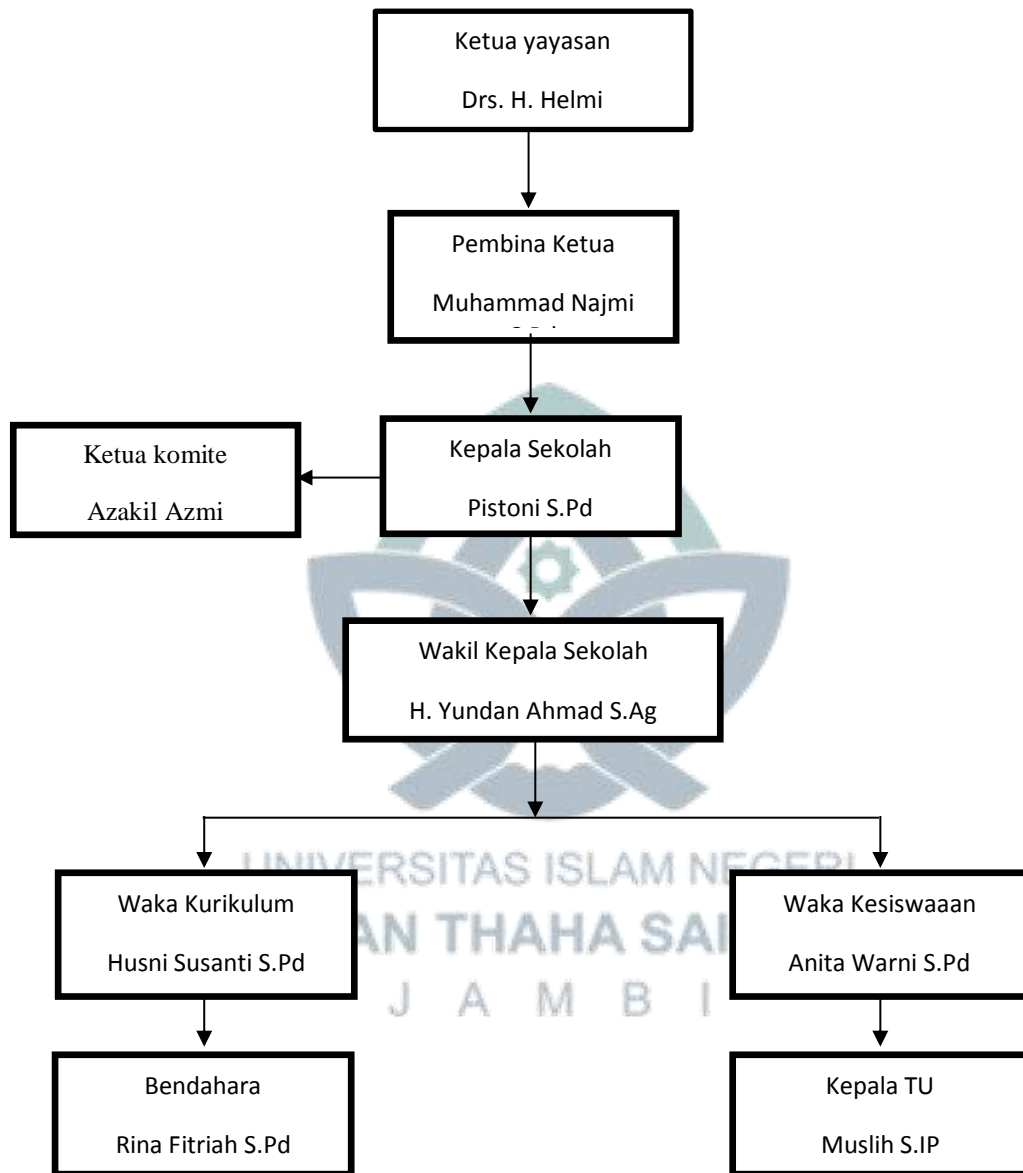 Ketua yayasan
Drs. H. Helmi
Pembina Ketua
Muhammad Najmi
Kepala Sekolah
Pistoni S.Pd
Ketua komite
Azakil Azmi
Wakil Kepala Sekolah
H. Yundan Ahmad S.Ag
UNIVERSITAS ISLAM NEGERI
AN THAHA SAI
J A M B I
Waka Kurikulum
Husni Susanti S.Pd
Waka Kesiswaaan
Anita Warni S.Pd
Bendahara
Rina Fitriah S.Pd
Kepala TU
Muslih S.IP